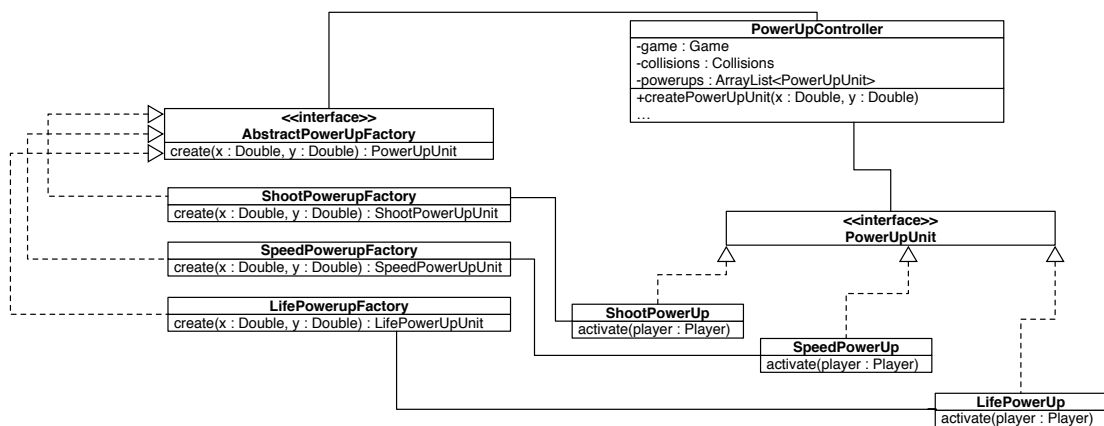 PowerUpController
-game : Game
-collisions : Collisions
-powerups : ArrayList<PowerUpUnit>
+createPowerUpUnit(x : Double, y : Double)
...
<<interface>>
AbstractPowerUpFactory
create(x : Double, y : Double) : PowerUpUnit
ShootPowerupFactory
create(x : Double, y : Double) : ShootPowerUpUnit
SpeedPowerupFactory
create(x : Double, y : Double) : SpeedPowerUpUnit
LifePowerupFactory
create(x : Double, y : Double) : LifePowerUpUnit
<<interface>>
PowerUpUnit
ShootPowerUp
activate(player : Player)
SpeedPowerUp
activate(player : Player)
LifePowerUp
activate(player : Player)